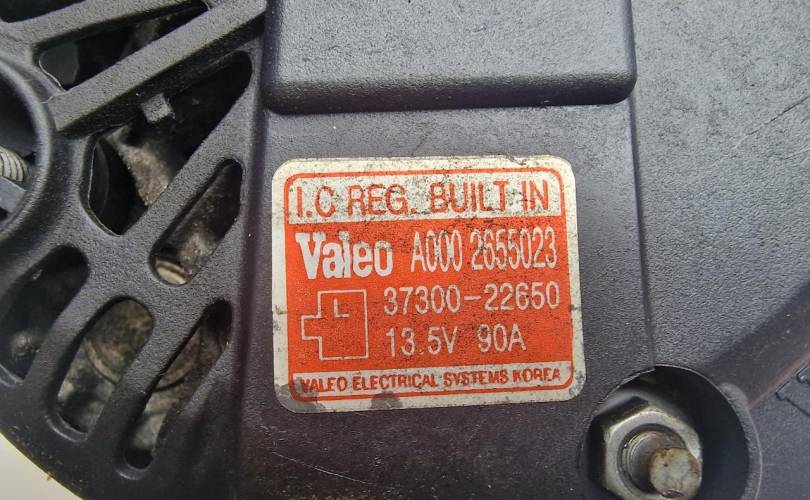 I.C REG. BUILT IN
Valeo A000 2655023
L 37300-22650
13.5V 90A
VALEO ELECTRICAL SYSTEMS KOREA